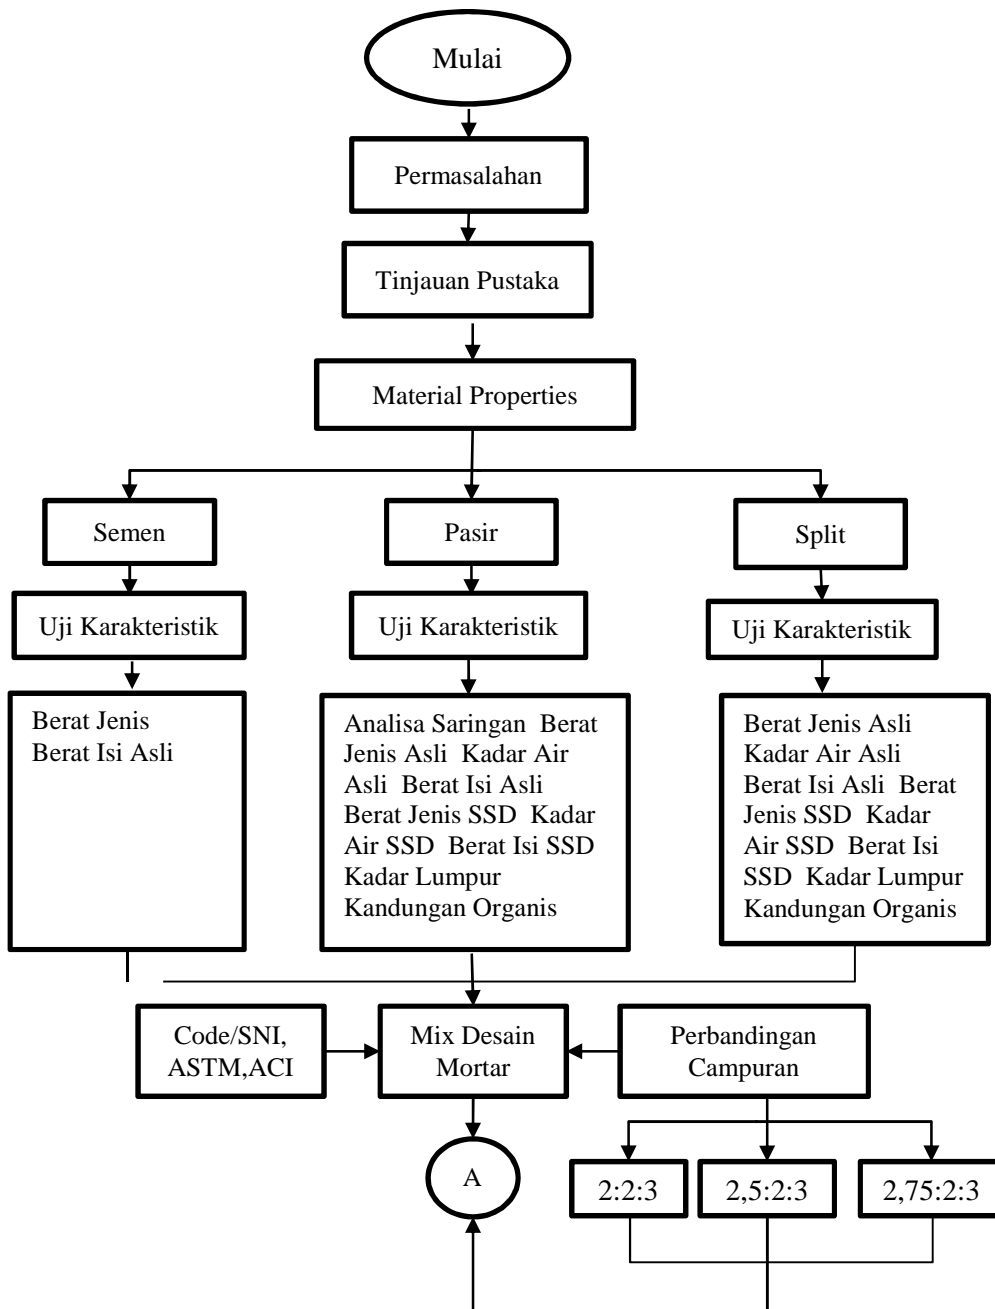 Mulai
Permasalahan
Tinjauan Pustaka
Material Properties
Semen
Pasir
Split
Uji Karakteristik
Uji Karakteristik
Uji Karakteristik
Berat Jenis
Berat Isi Asli
Analisa Saringan  Berat
Jenis Asli  Kadar Air
Asli  Berat Isi Asli
Berat Jenis SSD  Kadar
Air SSD  Berat Isi SSD
Kadar Lumpur
Kandungan Organis
Berat Jenis Asli
Kadar Air Asli
Berat Isi Asli  Berat
Jenis SSD  Kadar
Air SSD  Berat Isi
SSD  Kadar Lumpur
Kandungan Organis
Code/SNI,
ASTM,ACI
Mix Desain
Mortar
Perbandingan
Campuran
A
2:2:3
2,5:2:3
2,75:2:3